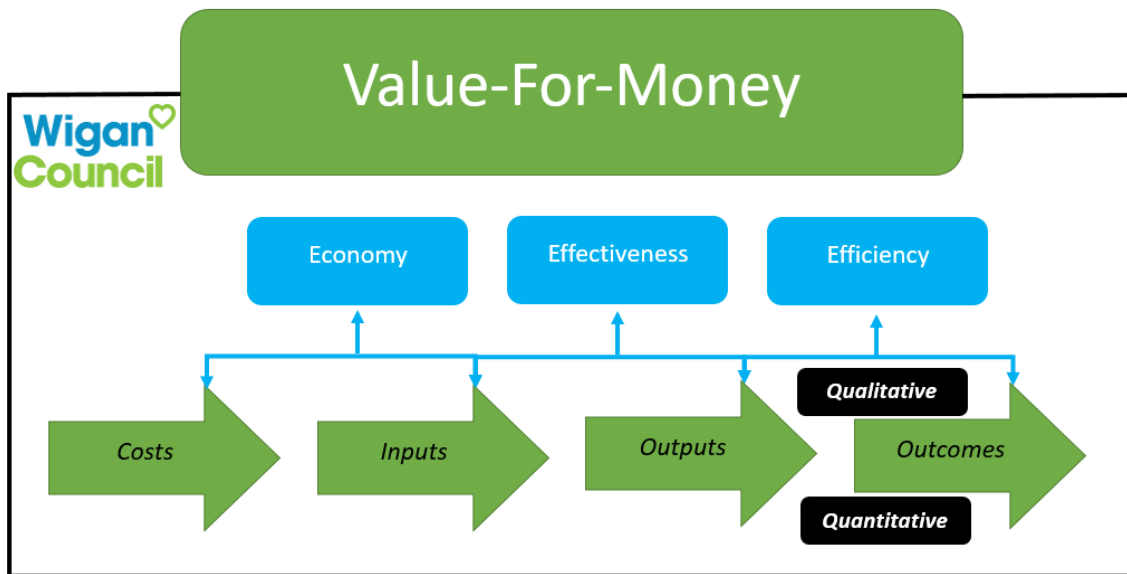 Value-For-Money
Wigan
Council
Economy
Effectiveness
Efficiency
Qualitative
Costs
Inputs
Outputs
Outcomes
Quantitative